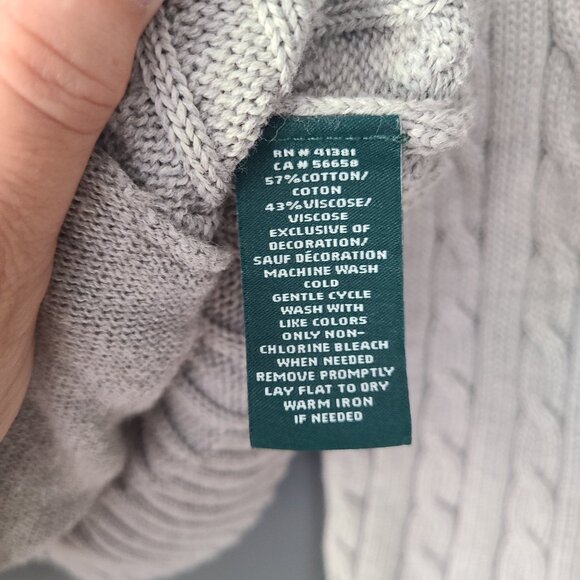 RN # 41381
CA # 56658
57%COTTON/
COTON
43%VISCOSE/
VISCOSE
EXCLUSIVE OF
DECORATION/
SAUF DÉCORATION
MACHINE WASH
COLD
GENTLE CYCLE
WASH WITH
LIKE COLORS
ONLY NON-
CHLORINE BLEACH
WHEN NEEDED
REMOVE PROMPTLY
LAY FLAT TO DRY
WARM IRON
IF NEEDED